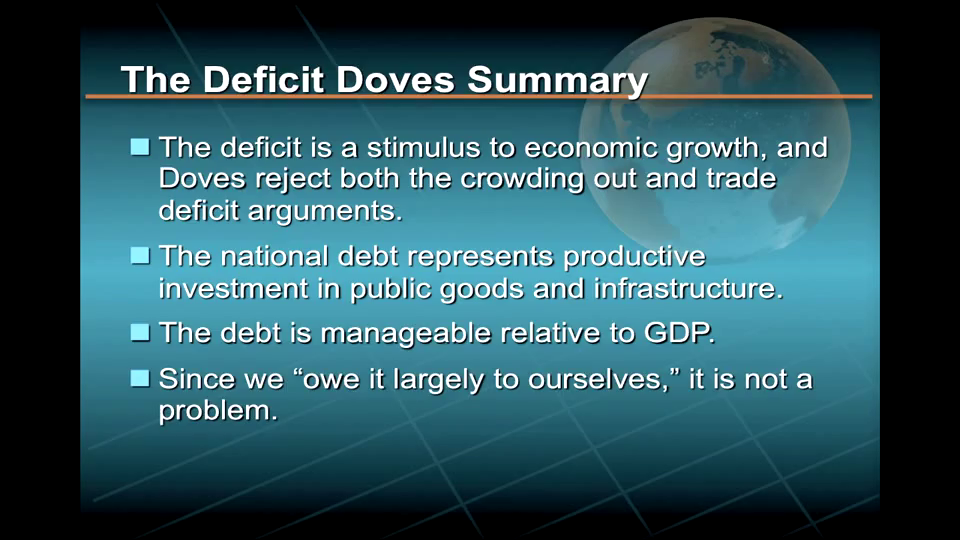 The Deficit Doves Summary
The deficit is a stimulus to economic growth, and
Doves reject both the crowding out and trade
deficit arguments.
The national debt represents productive
investment in public goods and infrastructure.
The debt is manageable relative to GDP.
Since we “owe it largely to ourselves,” it is not a
problem.